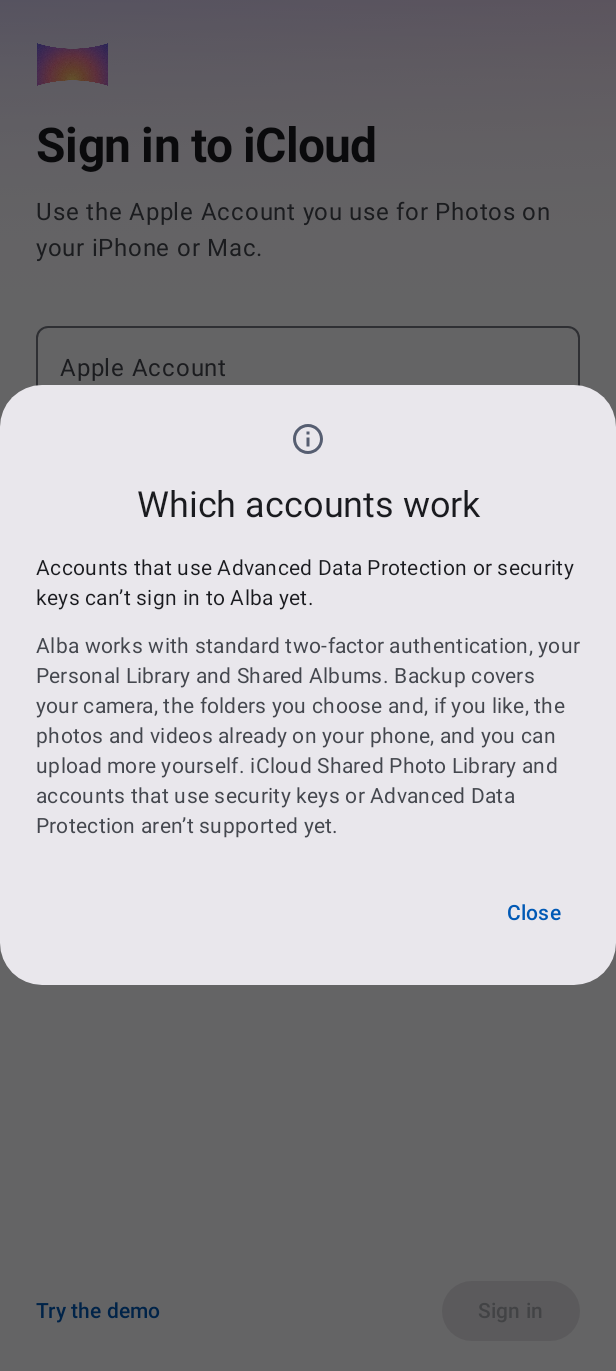 Sign in to iCloud
Use the Apple Account you use for Photos on
your iPhone or Mac.
Apple Account
Which accounts work
Accounts that use Advanced Data Protection or security
keys can’t sign in to Alba yet.
Alba works with standard two-factor authentication, your
Personal Library and Shared Albums. Backup covers
your camera, the folders you choose and, if you like, the
photos and videos already on your phone, and you can
upload more yourself. iCloud Shared Photo Library and
accounts that use security keys or Advanced Data
Protection aren’t supported yet.
Close
Try the demo
Sign in